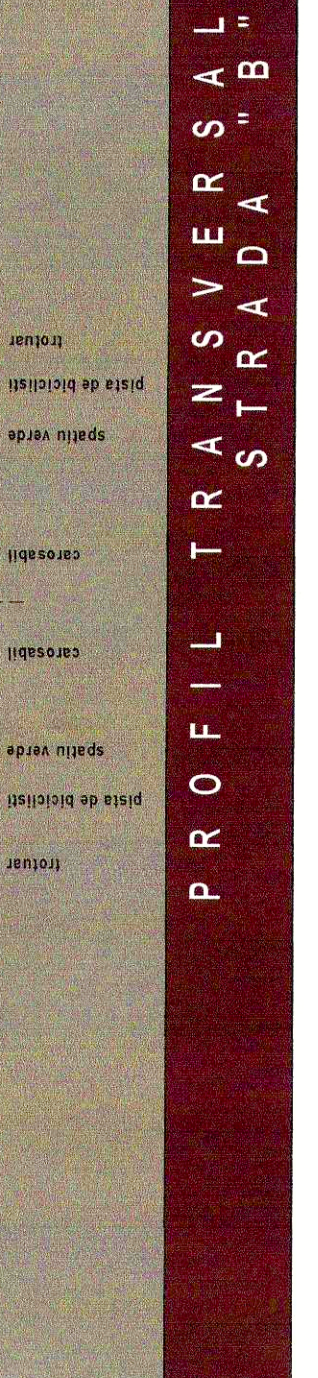 PROFIL TRANSVERSAL
STRADA "B"
trotuar
pista de biciclisti
spatiu verde
carosabil
carosabil
spatiu verde
pista de biciclisti
trotuar